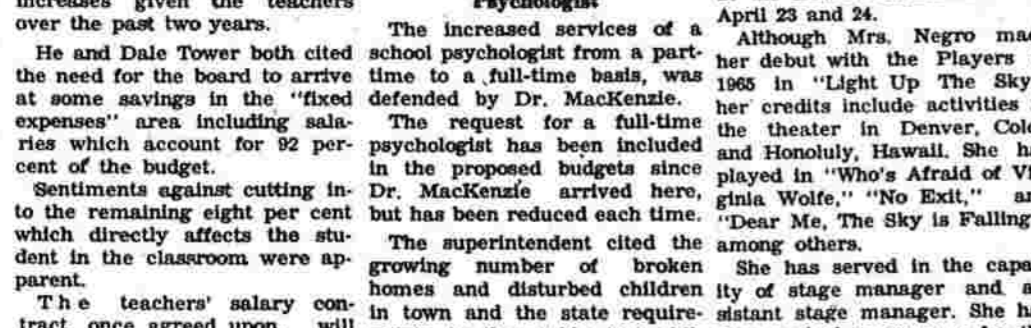 increases given the teachers
over the past two years.
He and Dale Tower both cited
the need for the board to arrive
at some savings in the "fixed
expenses" area including sala-
ries which account for 92 per-
cent of the budget.
Sentiments against cutting in-
to the remaining eight per cent
which directly affects the stu-
dent in the classroom were ap-
parent.
The teachers' salary con-
tract, once agreed upon, will
Psychologist
The increased services of a
school psychologist from a part-
time to a full-time basis, was
defended by Dr. MacKenzie.
The request for a full-time
psychologist has been included
in the proposed budgets since
Dr. MacKenzie arrived here,
but has been reduced each time.
The superintendent cited the
growing number of broken
homes and disturbed children
in town and the state require-
April 23 and 24.
Although Mrs. Negro mad
her debut with the Players
1965 in "Light Up The Sky
her credits include activities
the theater in Denver, Colo
and Honoluly, Hawaii. She ha
played in "Who's Afraid of Vi
ginia Wolfe," "No Exit," a
"Dear Me, The Sky is Falling
among others.
She has served in the capa
ity of stage manager and a
sistant stage manager. She h